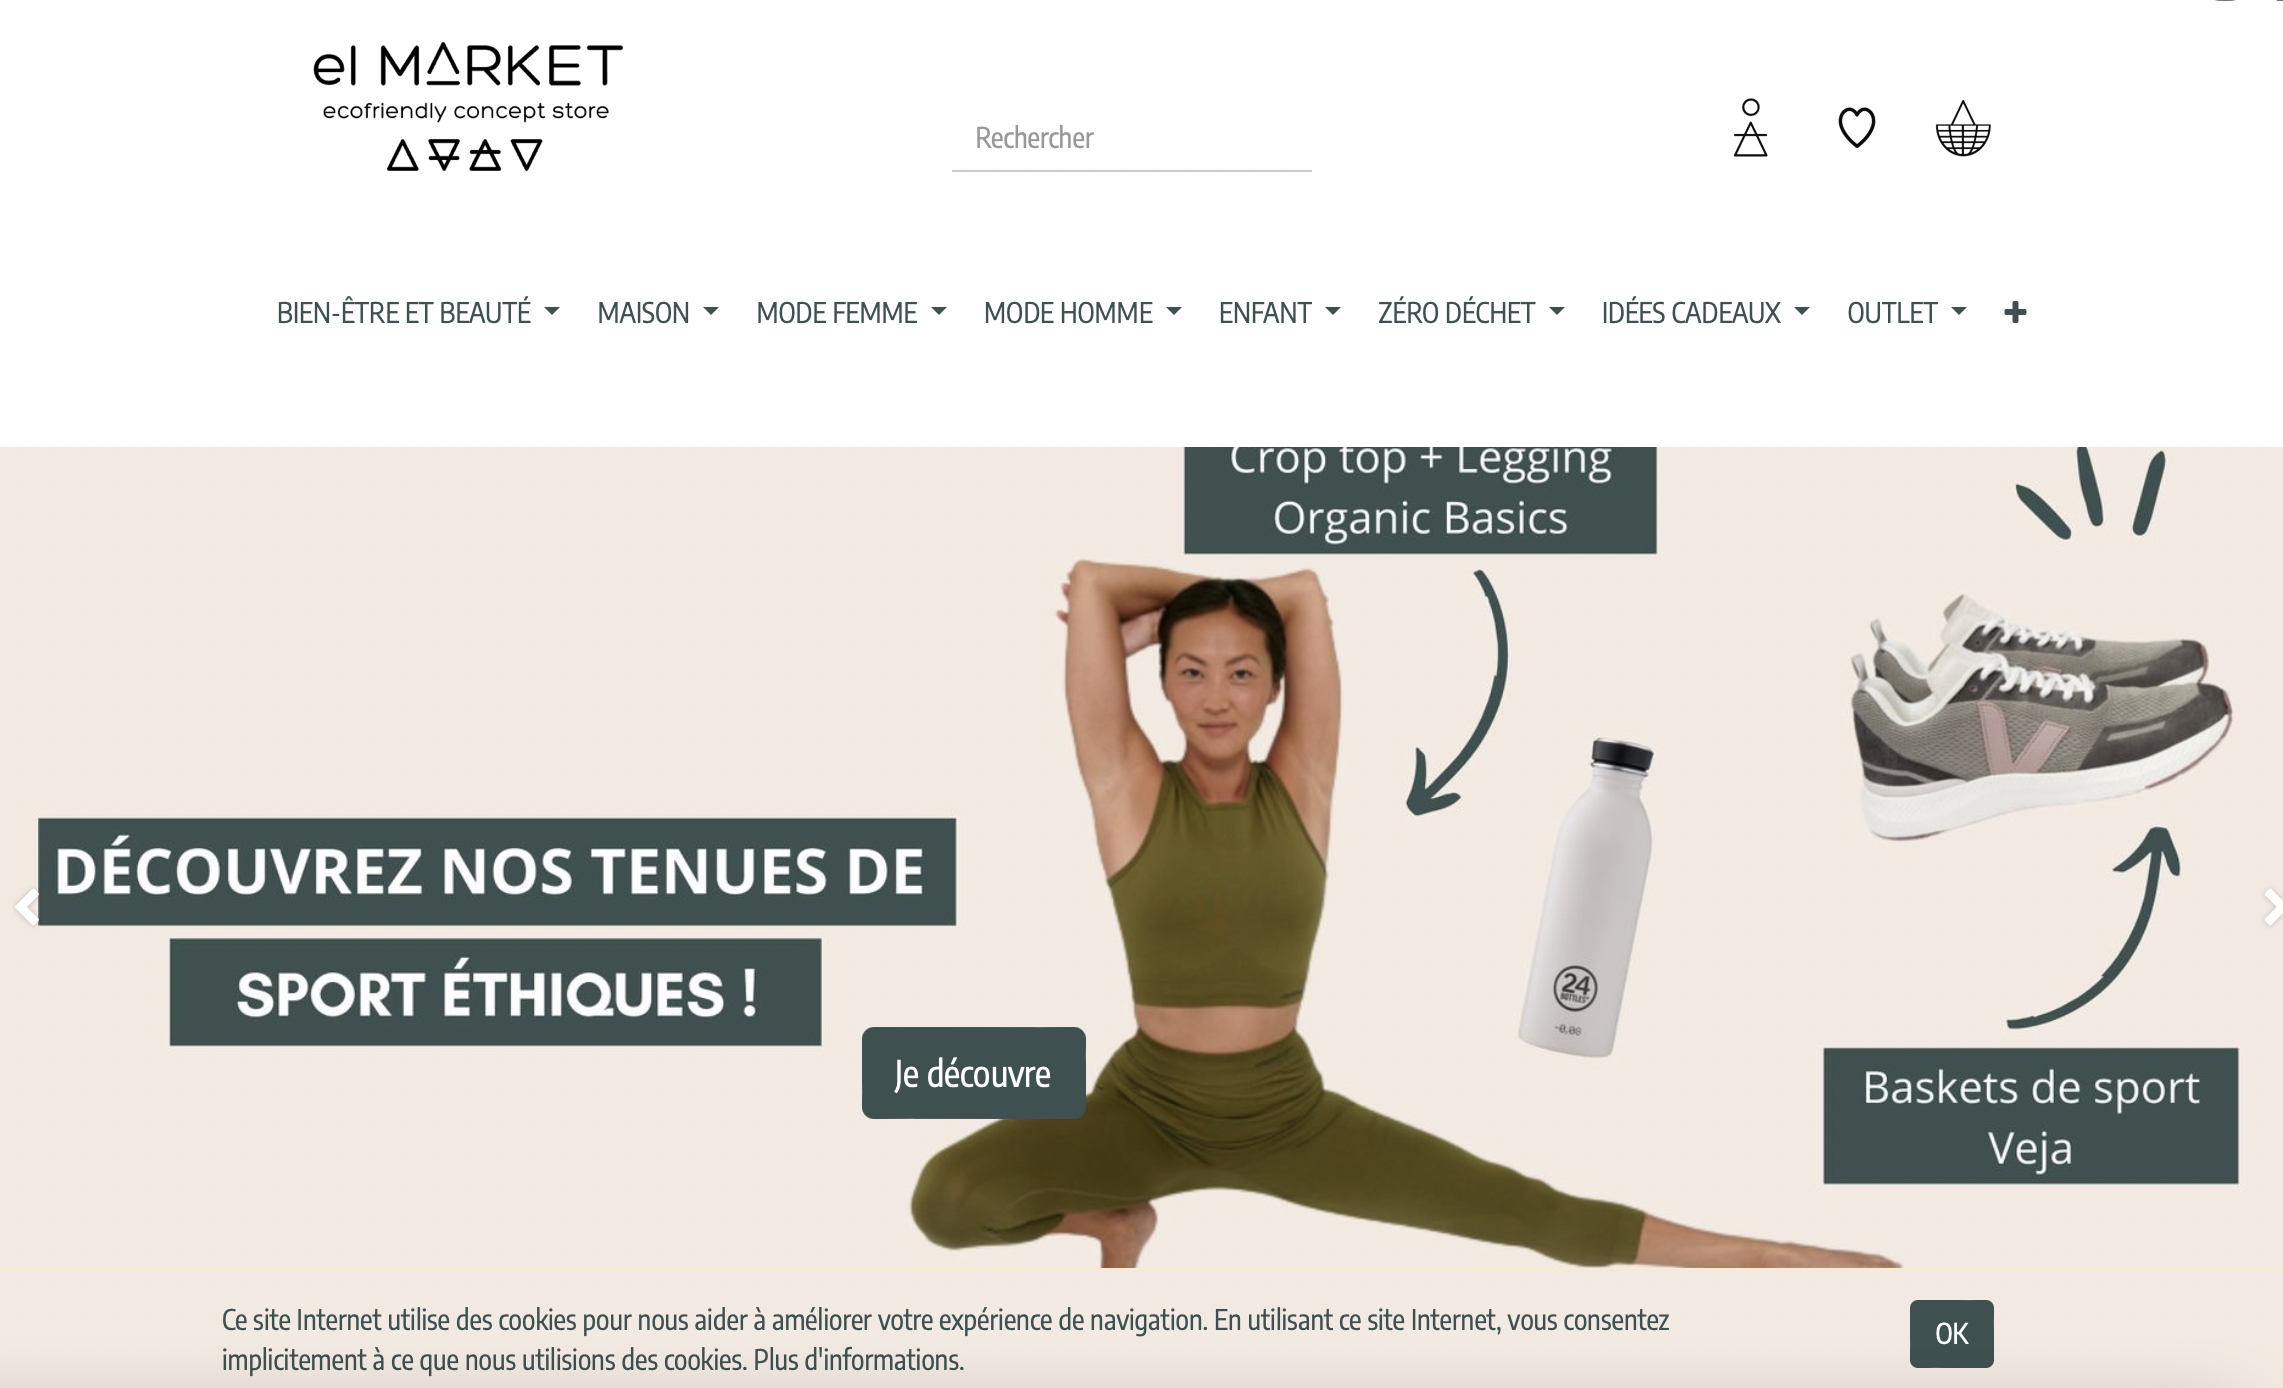 el MARKET
ecofriendly concept store
Rechercher
BIEN-ÊTRE ET BEAUTÉ MAISON MODE FEMME MODE HOMME ENFANT ZÉRO DÉCHET IDÉES CADEAUX OUTLET
Crop top + Legging
Organic Basics
DÉCOUVREZ NOS TENUES DE
SPORT ÉTHIQUES !
Je découvre
24
BOTTLES
~0,08
Baskets de sport
Veja
Ce site Internet utilise des cookies pour nous aider à améliorer votre expérience de navigation. En utilisant ce site Internet, vous consentez
implicitement à ce que nous utilisions des cookies. Plus d'informations.
OK